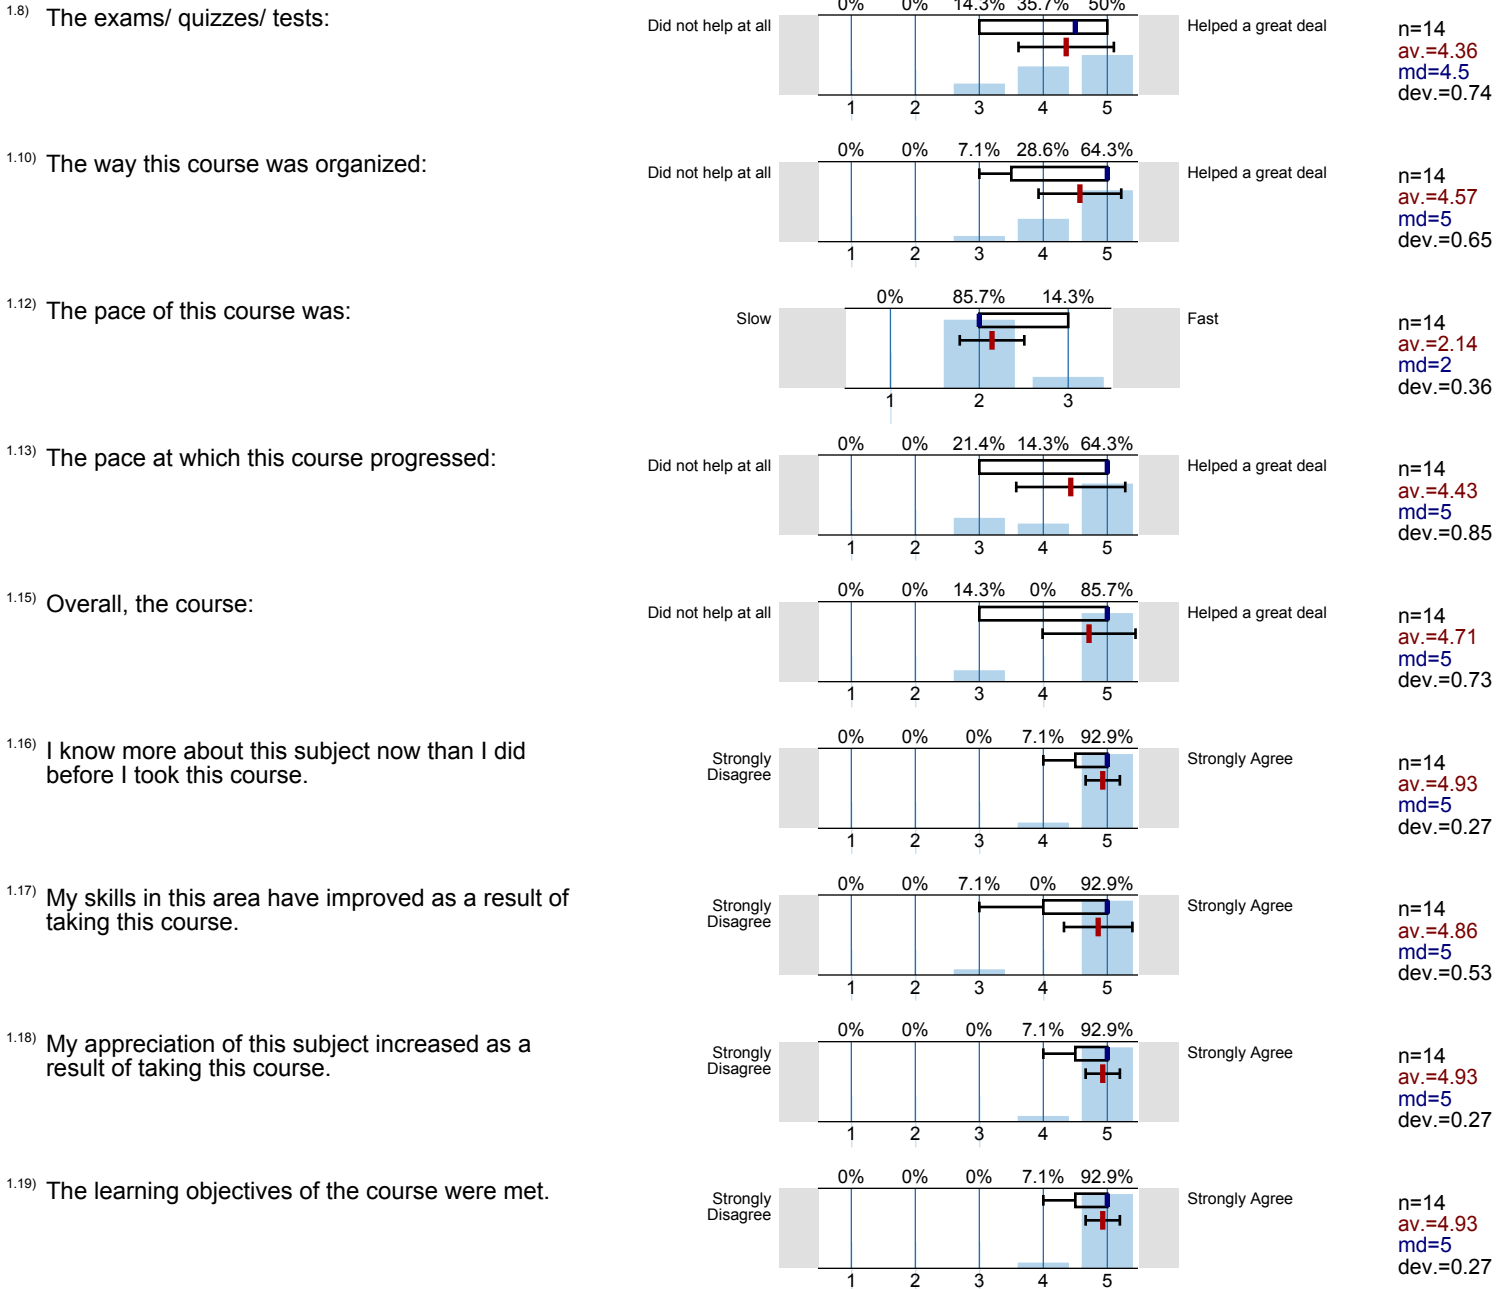 1.8) The exams/ quizzes/ tests:
Did not help at all
Helped a great deal
0% 0% 14.3% 35.7% 50%
1 2 3 4 5
n=14
av.=4.36
md=4.5
dev.=0.74
1.10) The way this course was organized:
Did not help at all
Helped a great deal
0% 0% 7.1% 28.6% 64.3%
1 2 3 4 5
n=14
av.=4.57
md=5
dev.=0.65
1.12) The pace of this course was:
Slow
Fast
0% 85.7% 14.3%
1 2 3
n=14
av.=2.14
md=2
dev.=0.36
1.13) The pace at which this course progressed:
Did not help at all
Helped a great deal
0% 0% 21.4% 14.3% 64.3%
1 2 3 4 5
n=14
av.=4.43
md=5
dev.=0.85
1.15) Overall, the course:
Did not help at all
Helped a great deal
0% 0% 14.3% 0% 85.7%
1 2 3 4 5
n=14
av.=4.71
md=5
dev.=0.73
1.16) I know more about this subject now than I did
before I took this course.
Strongly
Disagree
Strongly Agree
0% 0% 0% 7.1% 92.9%
1 2 3 4 5
n=14
av.=4.93
md=5
dev.=0.27
1.17) My skills in this area have improved as a result of
taking this course.
Strongly
Disagree
Strongly Agree
0% 0% 7.1% 0% 92.9%
1 2 3 4 5
n=14
av.=4.86
md=5
dev.=0.53
1.18) My appreciation of this subject increased as a
result of taking this course.
Strongly
Disagree
Strongly Agree
0% 0% 0% 7.1% 92.9%
1 2 3 4 5
n=14
av.=4.93
md=5
dev.=0.27
1.19) The learning objectives of the course were met.
Strongly
Disagree
Strongly Agree
0% 0% 0% 7.1% 92.9%
1 2 3 4 5
n=14
av.=4.93
md=5
dev.=0.27